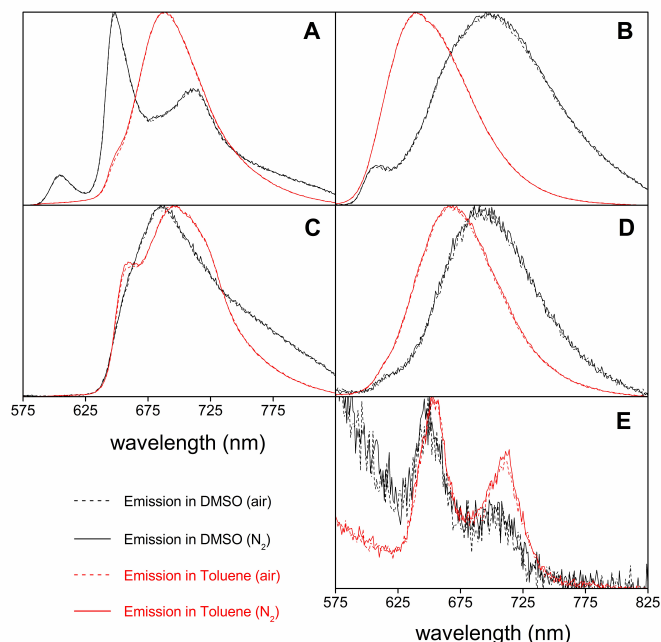 A
B
C
D
575 625 675 725 775
wavelength (nm)
E
Emission in DMSO (air)
Emission in DMSO (N2)
Emission in Toluene (air)
Emission in Toluene (N2)
575 625 675 725 775 825
wavelength (nm)